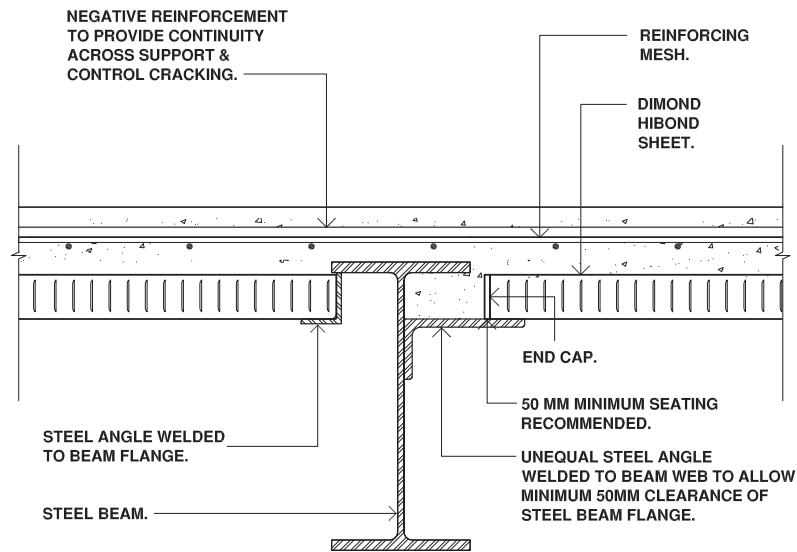 NEGATIVE REINFORCEMENT
TO PROVIDE CONTINUITY
ACROSS SUPPORT &
CONTROL CRACKING.
REINFORCING
MESH.
DIMOND
HIBOND
SHEET.
END CAP.
50 MM MINIMUM SEATING
RECOMMENDED.
STEEL ANGLE WELDED
TO BEAM FLANGE.
UNEQUAL STEEL ANGLE
WELDED TO BEAM WEB TO ALLOW
MINIMUM 50MM CLEARANCE OF
STEEL BEAM FLANGE.
STEEL BEAM.